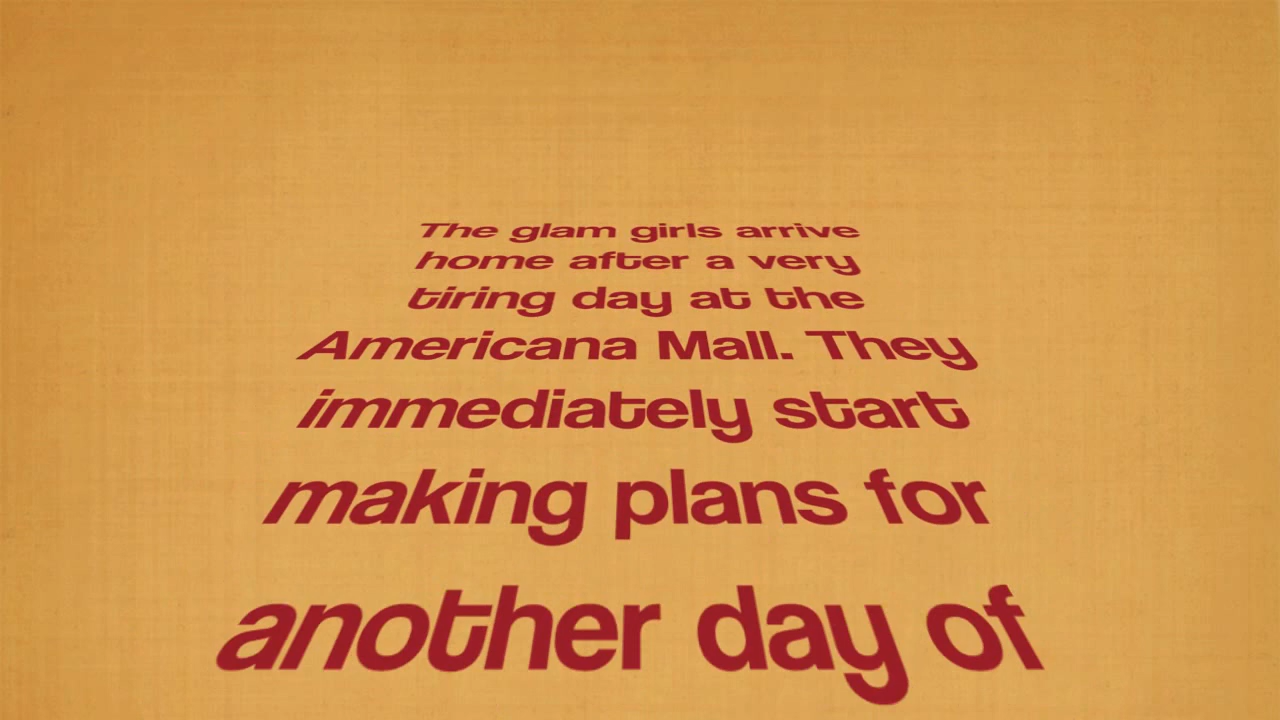 The glam girls arrive
home after a very
tiring day at the
Americana Mall. They
immediately start
making plans for
another day of